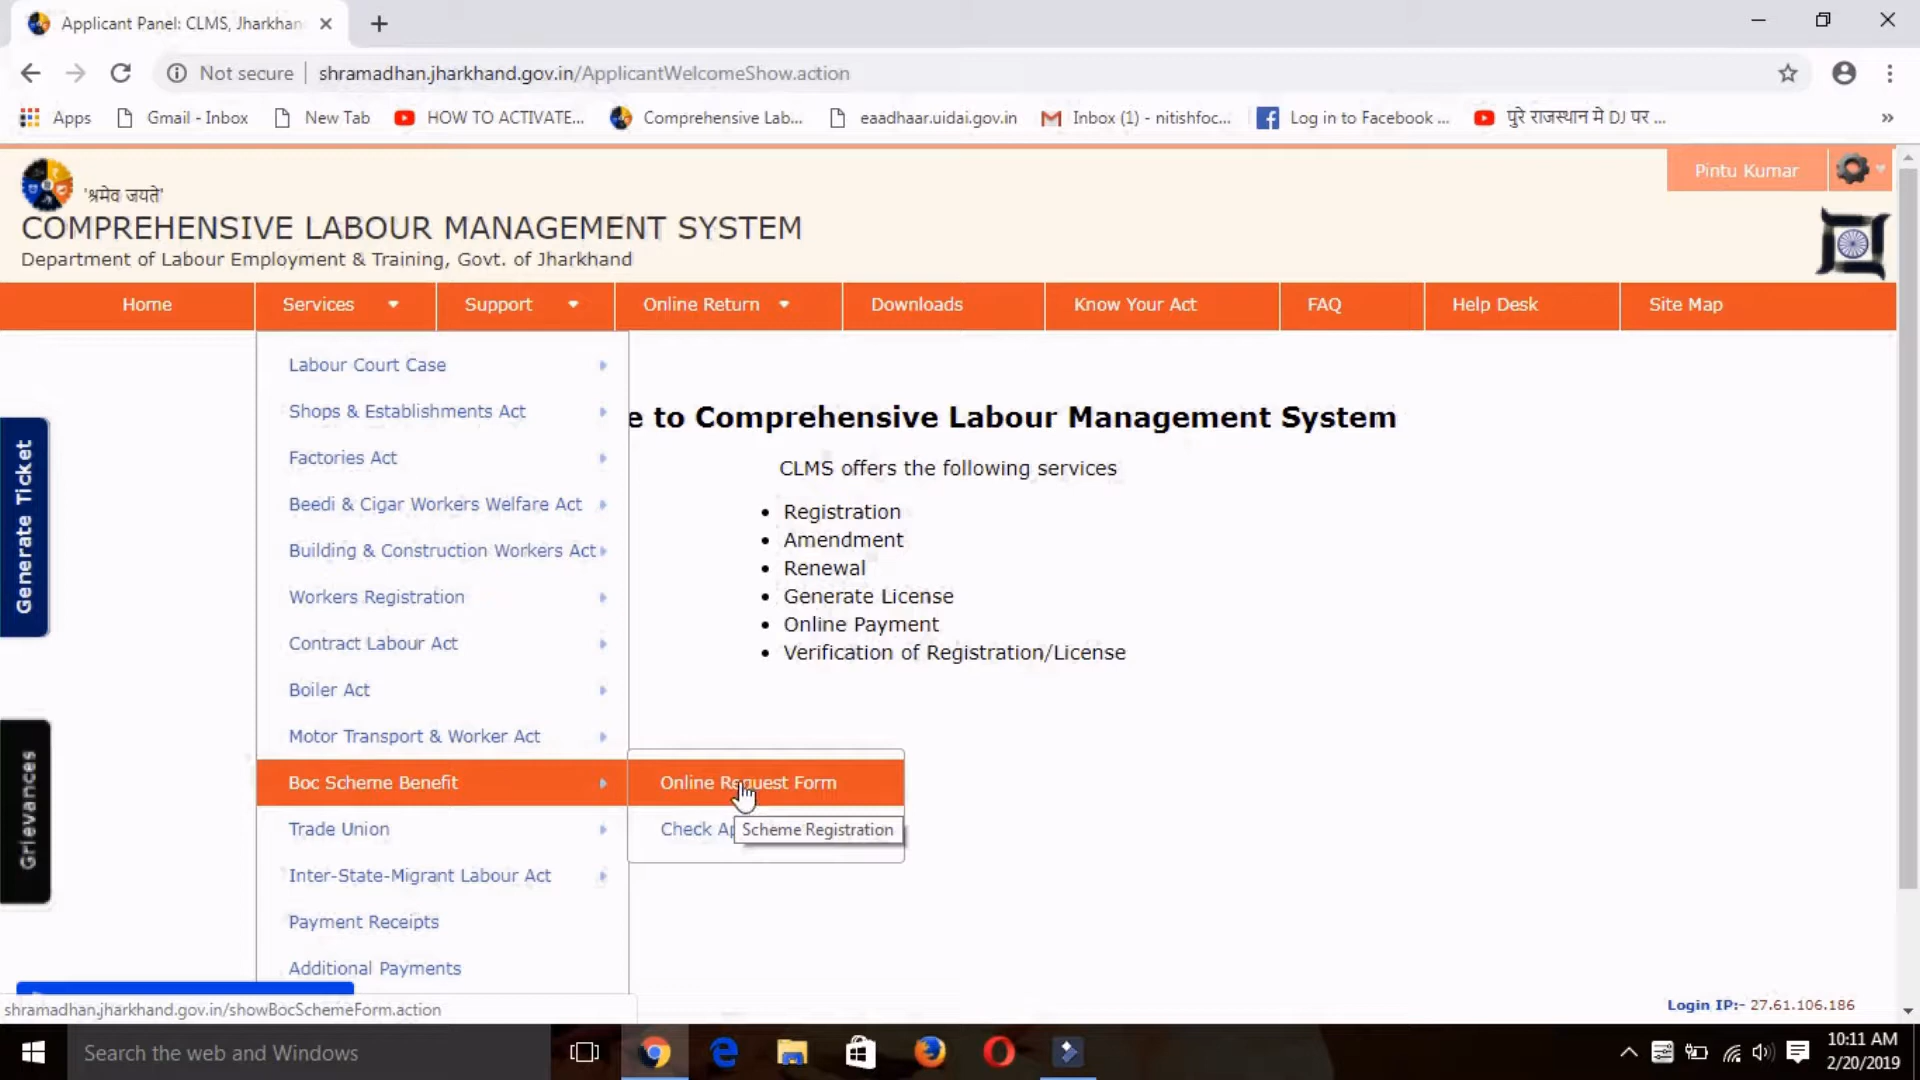 Applicant Panel: CLMS, Jharkhan
Not secure | shramadhan.jharkhand.gov.in/ApplicantWelcomeShow.action
Apps Gmail - Inbox New Tab HOW TO ACTIVATE... Comprehensive Lab... eaadhaar.uidai.gov.in Inbox (1) - nitishfoc... Log in to Facebook ... पुरे राजस्थान मे DJ पर ... »
Pintu Kumar
'श्रमेव जयते'
COMPREHENSIVE LABOUR MANAGEMENT SYSTEM
Department of Labour Employment & Training, Govt. of Jharkhand
Home Services Support Online Return Downloads Know Your Act FAQ Help Desk Site Map
Generate Ticket
Grievances
Labour Court Case
Shops & Establishments Act
Factories Act
Beedi & Cigar Workers Welfare Act
Building & Construction Workers Act
Workers Registration
Contract Labour Act
Boiler Act
Motor Transport & Worker Act
Boc Scheme Benefit
Trade Union
Inter-State-Migrant Labour Act
Payment Receipts
Additional Payments
Online Request Form
Check Ap
Scheme Registration
e to Comprehensive Labour Management System
CLMS offers the following services
• Registration
• Amendment
• Renewal
• Generate License
• Online Payment
• Verification of Registration/License
shramadhan.jharkhand.gov.in/showBocSchemeForm.action
Login IP:- 27.61.106.186
Search the web and Windows
10:11 AM
2/20/2019